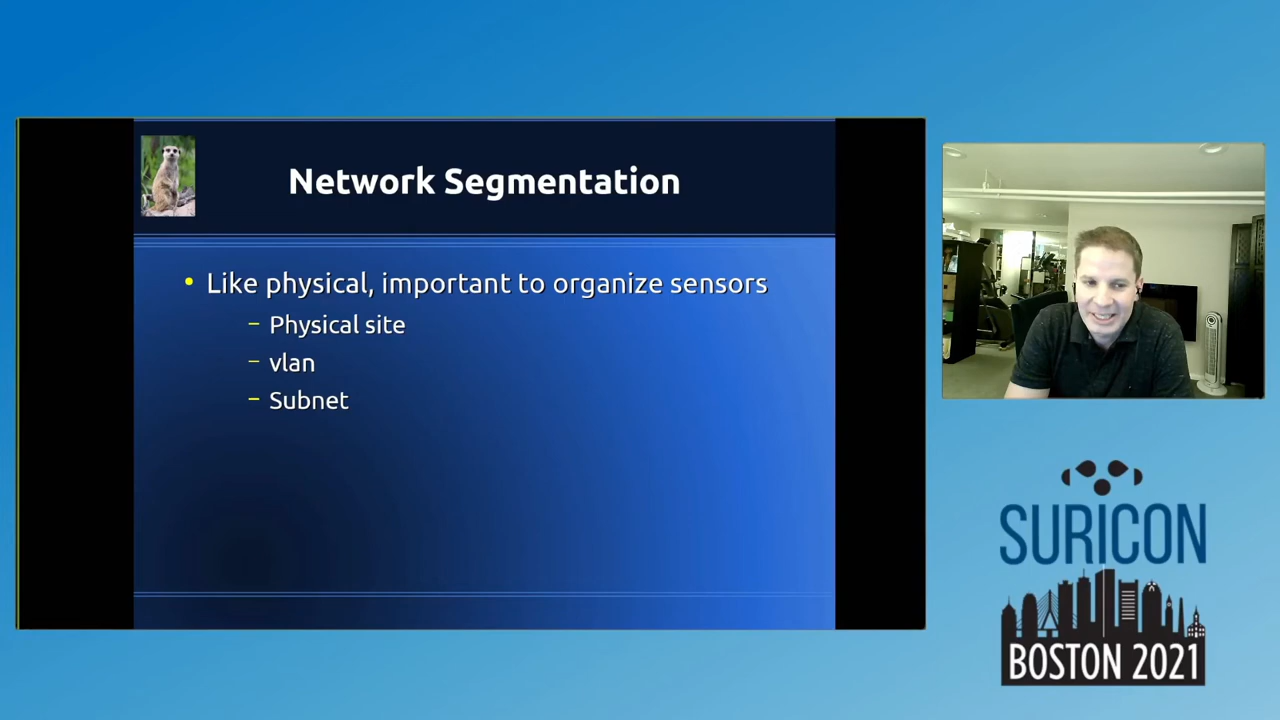 Network Segmentation
• Like physical, important to organize sensors
– Physical site
– vlan
– Subnet
SURICON
BOSTON 2021